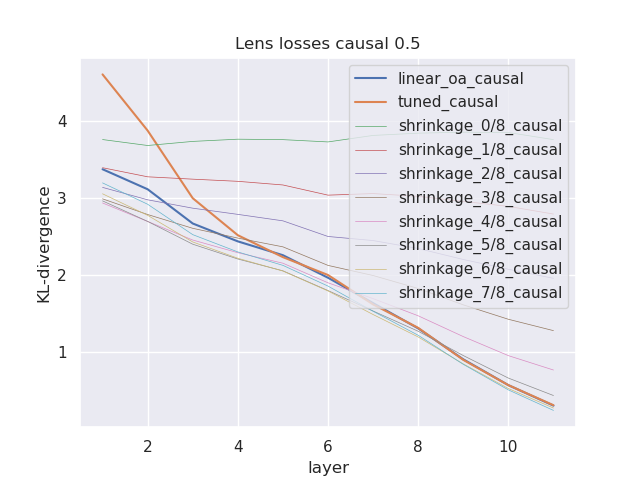 Lens losses causal 0.5
linear_oa_causal
tuned_causal
shrinkage_0/8_causal
shrinkage_1/8_causal
shrinkage_2/8_causal
shrinkage_3/8_causal
shrinkage_4/8_causal
shrinkage_5/8_causal
shrinkage_6/8_causal
shrinkage_7/8_causal
KL-divergence
4
3
2
1
2 4 6 8 10
layer